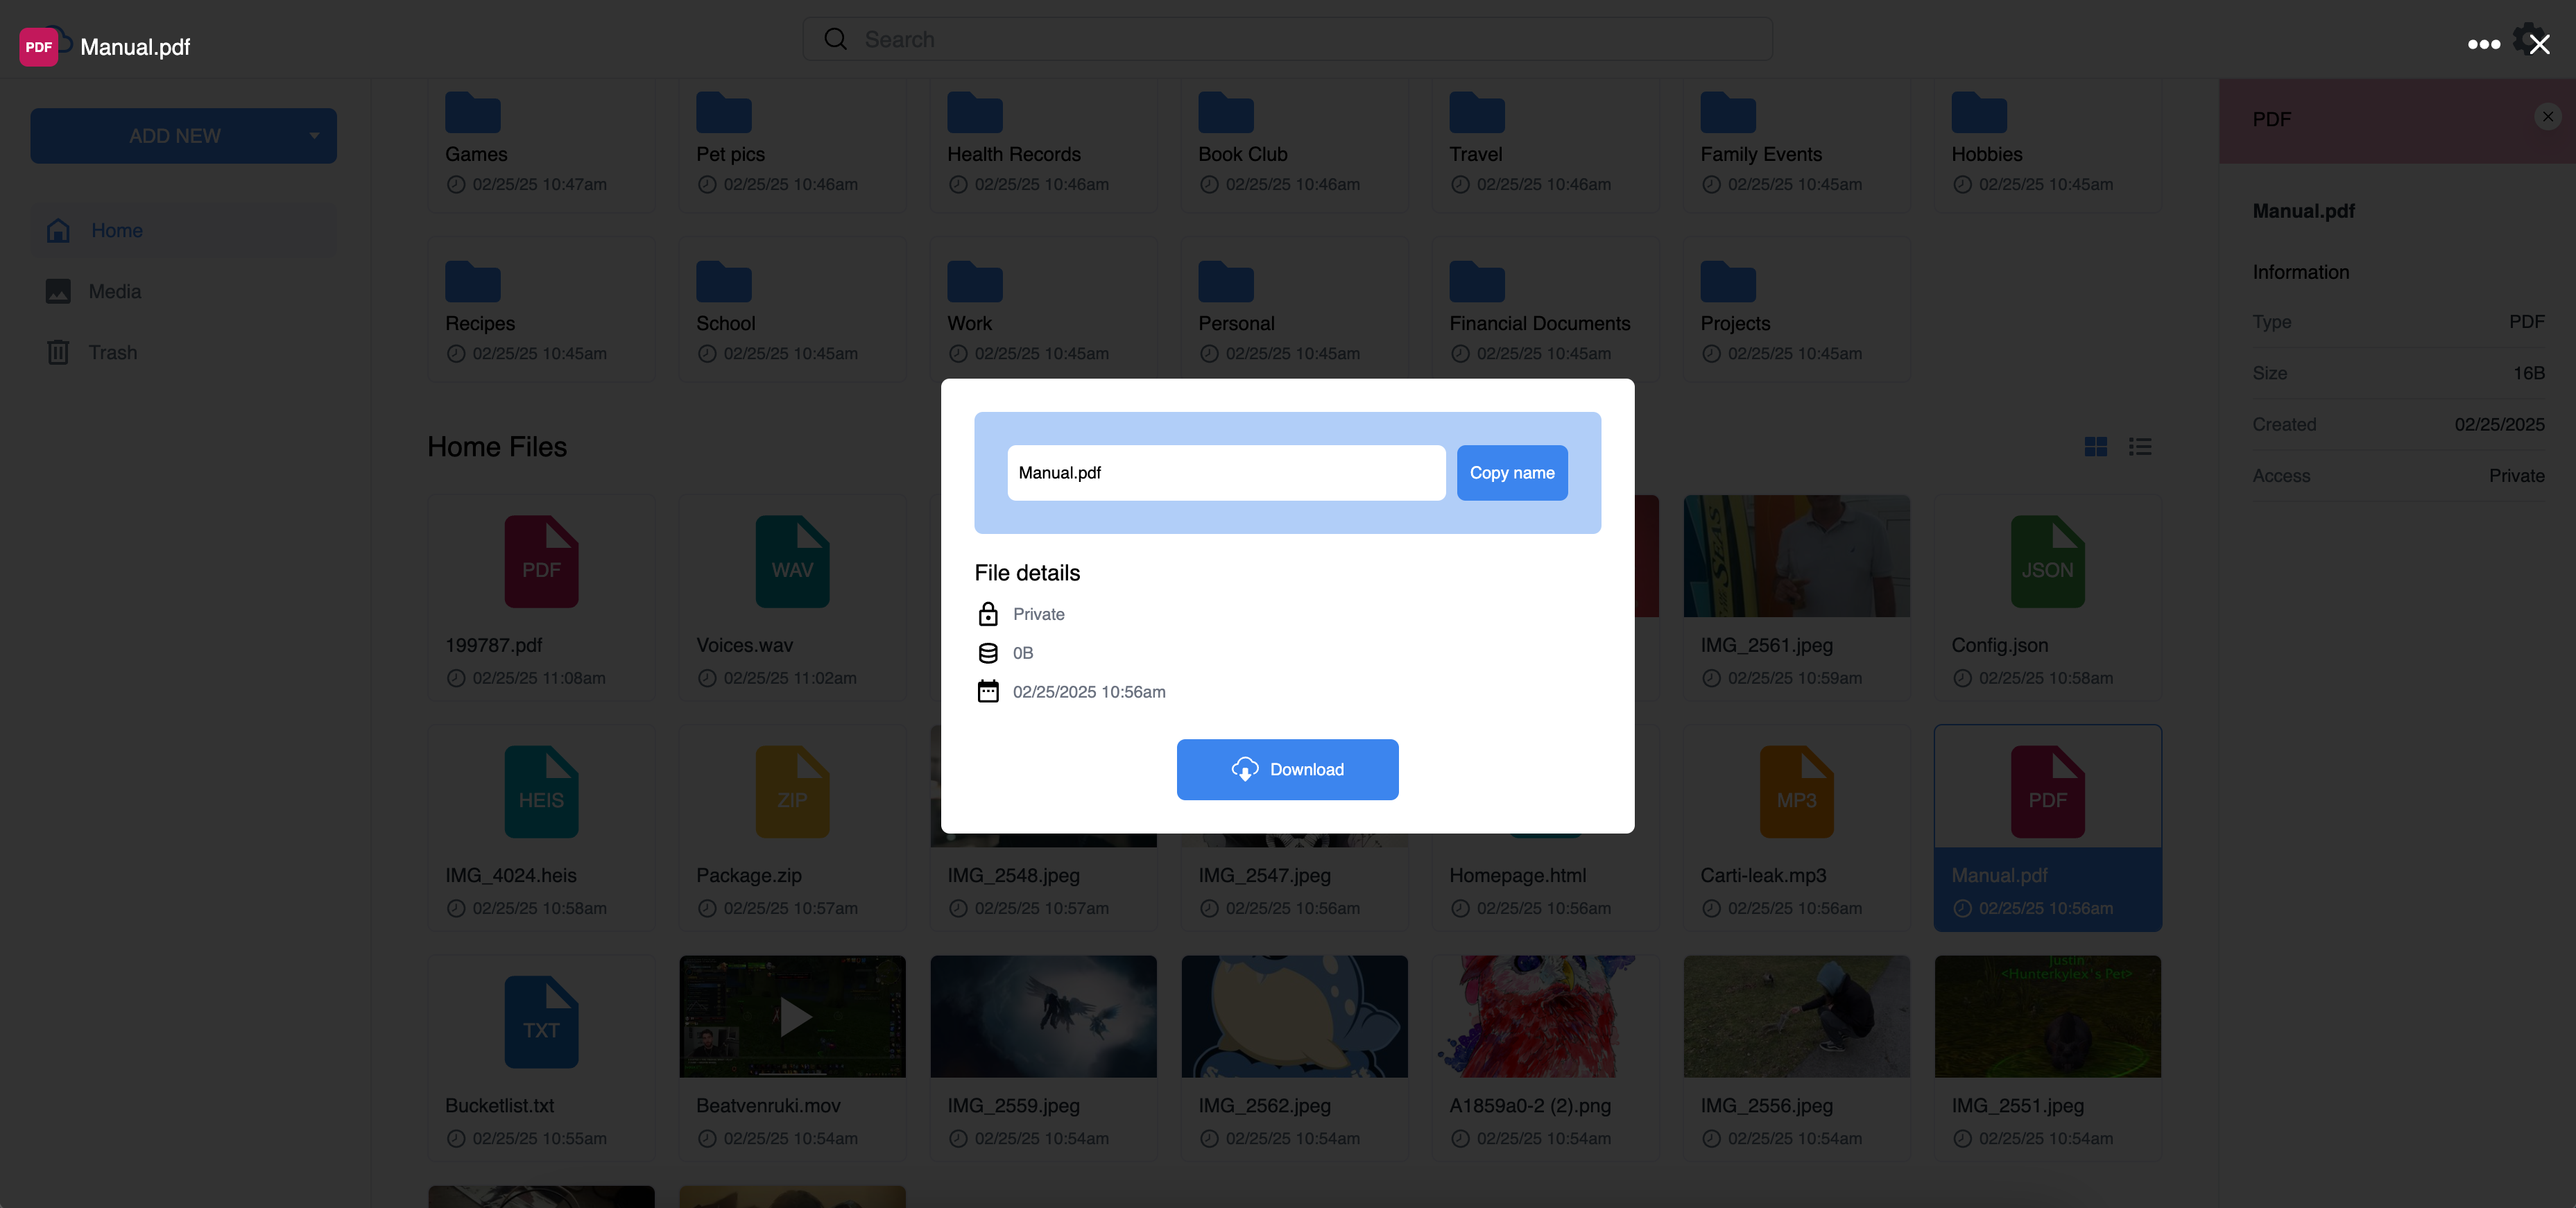 PDF Manual.pdf
Search
ADD NEW
Home
Media
Trash
Games
02/25/25 10:47am
Pet pics
02/25/25 10:46am
Health Records
02/25/25 10:46am
Book Club
02/25/25 10:46am
Travel
02/25/25 10:46am
Family Events
02/25/25 10:45am
Hobbies
02/25/25 10:45am
Recipes
02/25/25 10:45am
School
02/25/25 10:45am
Work
02/25/25 10:45am
Personal
02/25/25 10:45am
Financial Documents
02/25/25 10:45am
Projects
02/25/25 10:45am
Manual.pdf
Copy name
File details
Private
0B
02/25/2025 10:56am
Download
Home Files
PDF
199787.pdf
02/25/25 11:08am
WAV
Voices.wav
02/25/25 11:02am
SEAS
IMG_2561.jpeg
02/25/25 10:59am
JSON
Config.json
02/25/25 10:58am
HEIS
IMG_4024.heis
02/25/25 10:58am
ZIP
Package.zip
02/25/25 10:57am
IMG_2548.jpeg
02/25/25 10:57am
IMG_2547.jpeg
02/25/25 10:56am
Homepage.html
02/25/25 10:56am
MP3
Carti-leak.mp3
02/25/25 10:56am
PDF
Manual.pdf
02/25/25 10:56am
TXT
Bucketlist.txt
02/25/25 10:55am
Beatvenruki.mov
02/25/25 10:54am
IMG_2559.jpeg
02/25/25 10:54am
IMG_2562.jpeg
02/25/25 10:54am
A1859a0-2 (2).png
02/25/25 10:54am
IMG_2556.jpeg
02/25/25 10:54am
Justin
<Hunterkylex's Pet>
IMG_2551.jpeg
02/25/25 10:54am
PDF
Manual.pdf
Information
Type PDF
Size 16B
Created 02/25/2025
Access Private